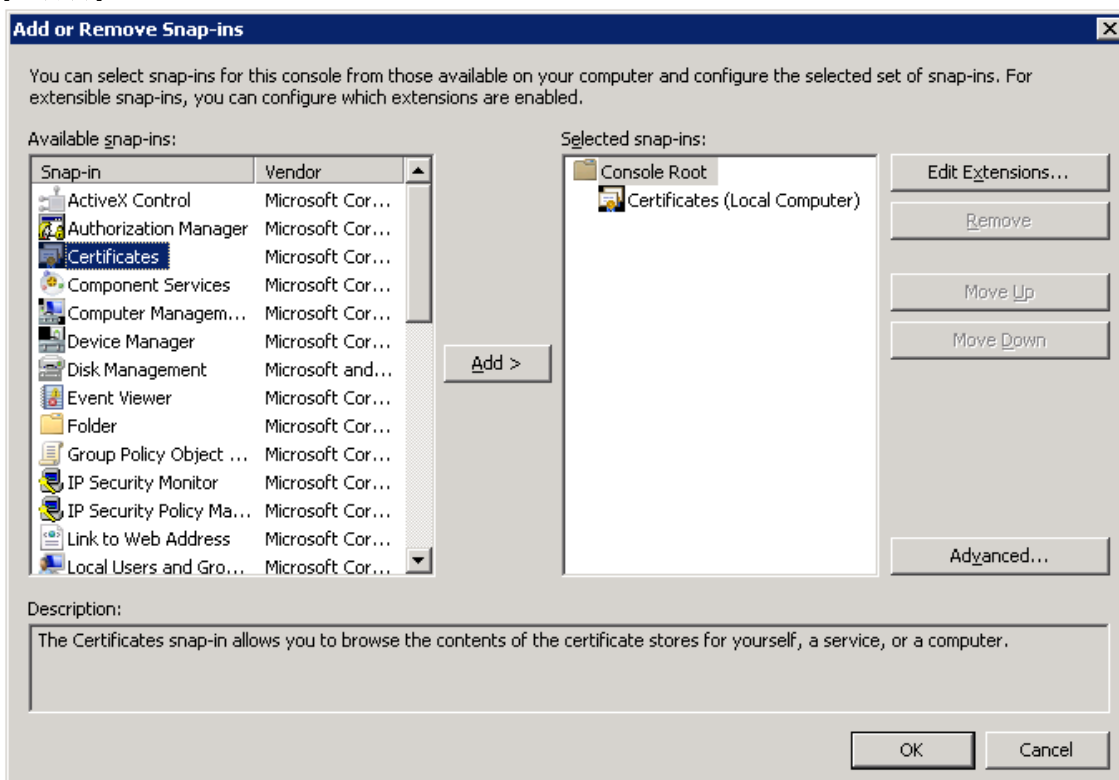 Add or Remove Snap-ins
You can select snap-ins for this console from those available on your computer and configure the selected set of snap-ins. For
extensible snap-ins, you can configure which extensions are enabled.
Available snap-ins:
Snap-in Vendor
ActiveX Control Microsoft Cor...
Authorization Manager Microsoft Cor...
Certificates Microsoft Cor...
Component Services Microsoft Cor...
Computer Managem... Microsoft Cor...
Device Manager Microsoft Cor...
Disk Management Microsoft and...
Event Viewer Microsoft Cor...
Folder Microsoft Cor...
Group Policy Object ... Microsoft Cor...
IP Security Monitor Microsoft Cor...
IP Security Policy Ma... Microsoft Cor...
Link to Web Address Microsoft Cor...
Local Users and Gro... Microsoft Cor...
Add >
Selected snap-ins:
Console Root
Certificates (Local Computer)
Edit Extensions...
Remove
Move Up
Move Down
Advanced...
Description:
The Certificates snap-in allows you to browse the contents of the certificate stores for yourself, a service, or a computer.
OK
Cancel